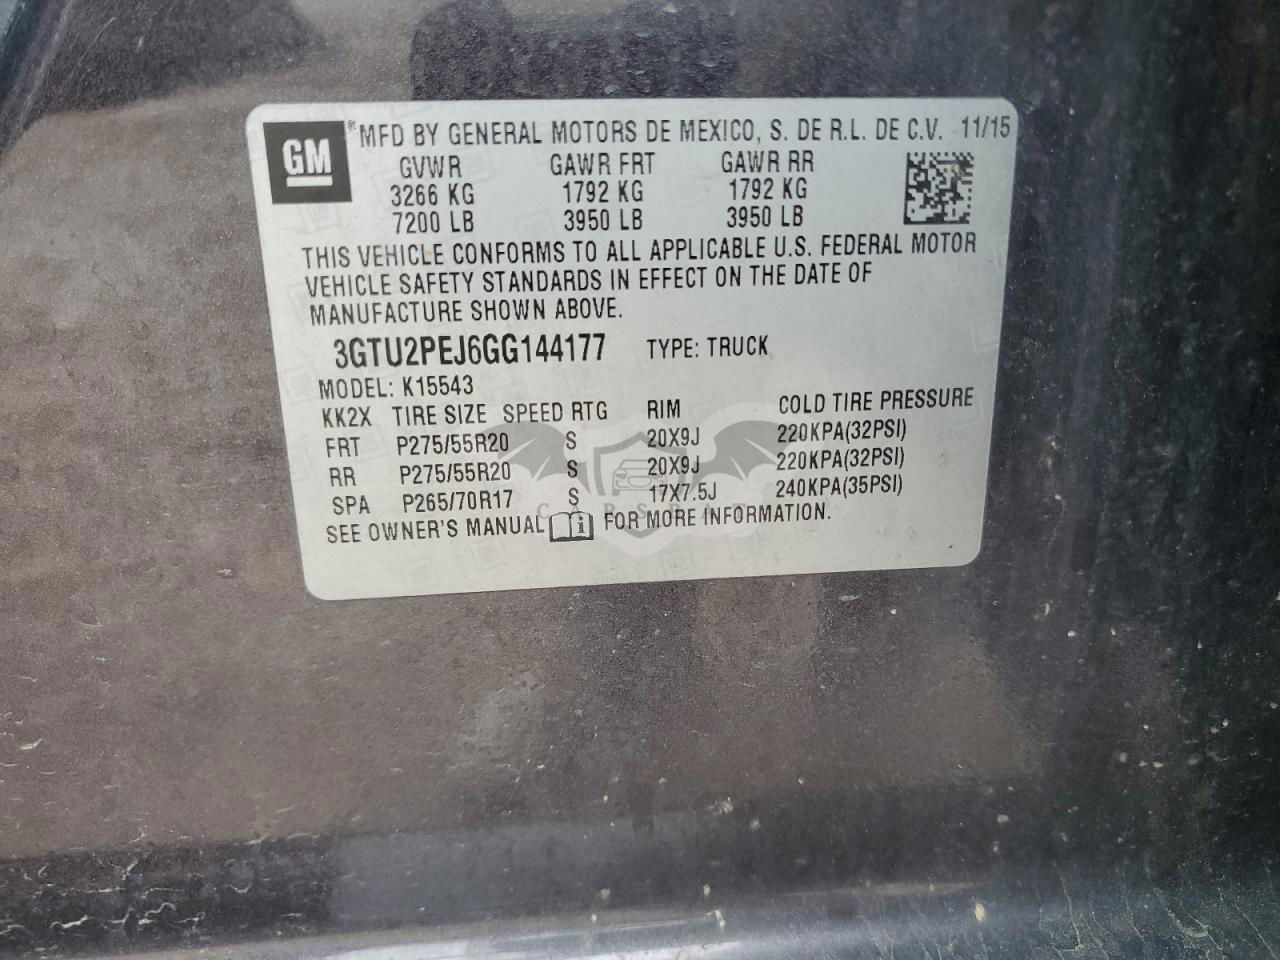 GM ® MFD BY GENERAL MOTORS DE MEXICO, S. DE R.L. DE C.V. 11/15
GVWR GAWR FRT GAWR RR
3266 KG 1792 KG 1792 KG
7200 LB 3950 LB 3950 LB
THIS VEHICLE CONFORMS TO ALL APPLICABLE U.S. FEDERAL MOTOR
VEHICLE SAFETY STANDARDS IN EFFECT ON THE DATE OF
MANUFACTURE SHOWN ABOVE.
3GTU2PEJ6GG144177 TYPE: TRUCK
MODEL: K15543
KK2X TIRE SIZE SPEED RTG RIM COLD TIRE PRESSURE
FRT P275/55R20 S 20X9J 220KPA(32PSI)
RR P275/55R20 S 20X9J 220KPA(32PSI)
SPA P265/70R17 S 17X7.5J 240KPA(35PSI)
SEE OWNER'S MANUAL i FOR MORE INFORMATION.